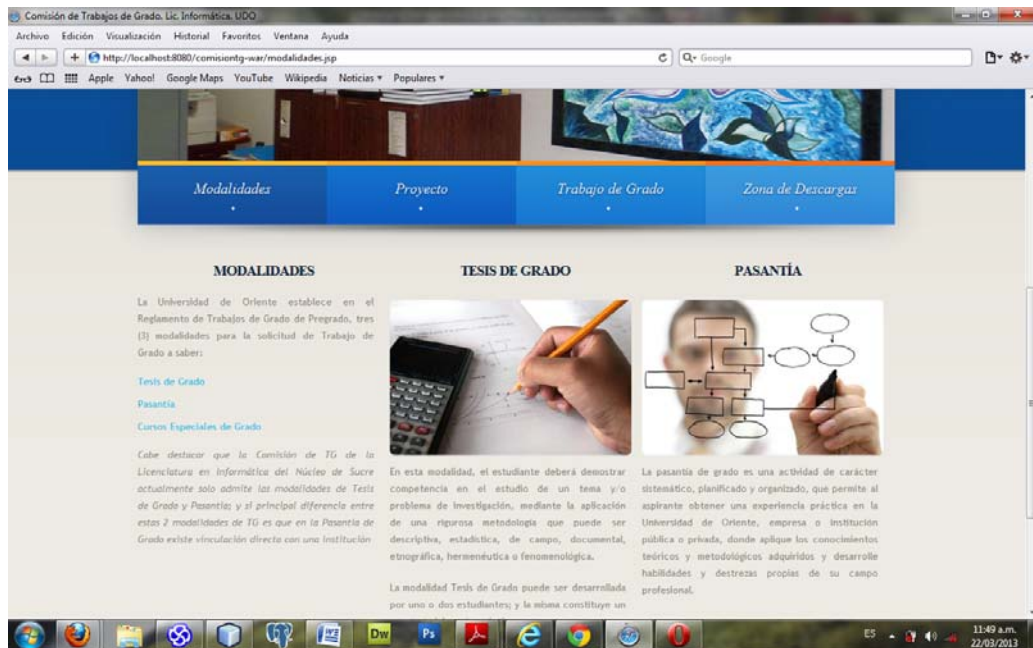 Comisión de Trabajos de Grado. Lic. Informática. UDO
Archivo Edición Visualización Historial Favoritos Ventana Ayuda
http://localhost:8080/comisiontg-war/modalidades.jsp
Google
Apple Yahoo! Google Maps YouTube Wikipedia Noticias Populares
Modalidades Proyecto Trabajo de Grado Zona de Descargas
MODALIDADES
La Universidad de Oriente establece en el
Reglamento de Trabajos de Grado de Pregrado, tres
(3) modalidades para la solicitud de Trabajo de
Grado a saber:
Tesis de Grado
Pasantía
Cursos Especiales de Grado
Cabe destacar que la Comisión de TG de la
Licenciatura en Informática del Núcleo de Sucre
actualmente solo admite las modalidades de Tesis
de Grado y Pasantía; y si principal diferencia entre
estas 2 modalidades de TG es que en la Pasantía de
Grado existe vinculación directa con una Institución
TESIS DE GRADO
En esta modalidad, el estudiante deberá demostrar
competencia en el estudio de un tema y/o
problema de investigación, mediante la aplicación
de una rigurosa metodología que puede ser
descriptiva, estadística, de campo, documental,
etnográfica, hermenéutica o fenomenológica.
La modalidad Tesis de Grado puede ser desarrollada
por uno o dos estudiantes; y la misma constituye un
PASANTÍA
La pasantía de grado es una actividad de carácter
sistemático, planificado y organizado, que permite al
aspirante obtener una experiencia práctica en la
Universidad de Oriente, empresa o institución
pública o privada, donde aplique los conocimientos
teóricos y metodológicos adquiridos y desarrolle
habilidades y destrezas propias de su campo
profesional.
Dw
Ps
ES
11:49 a.m.
22/03/2013